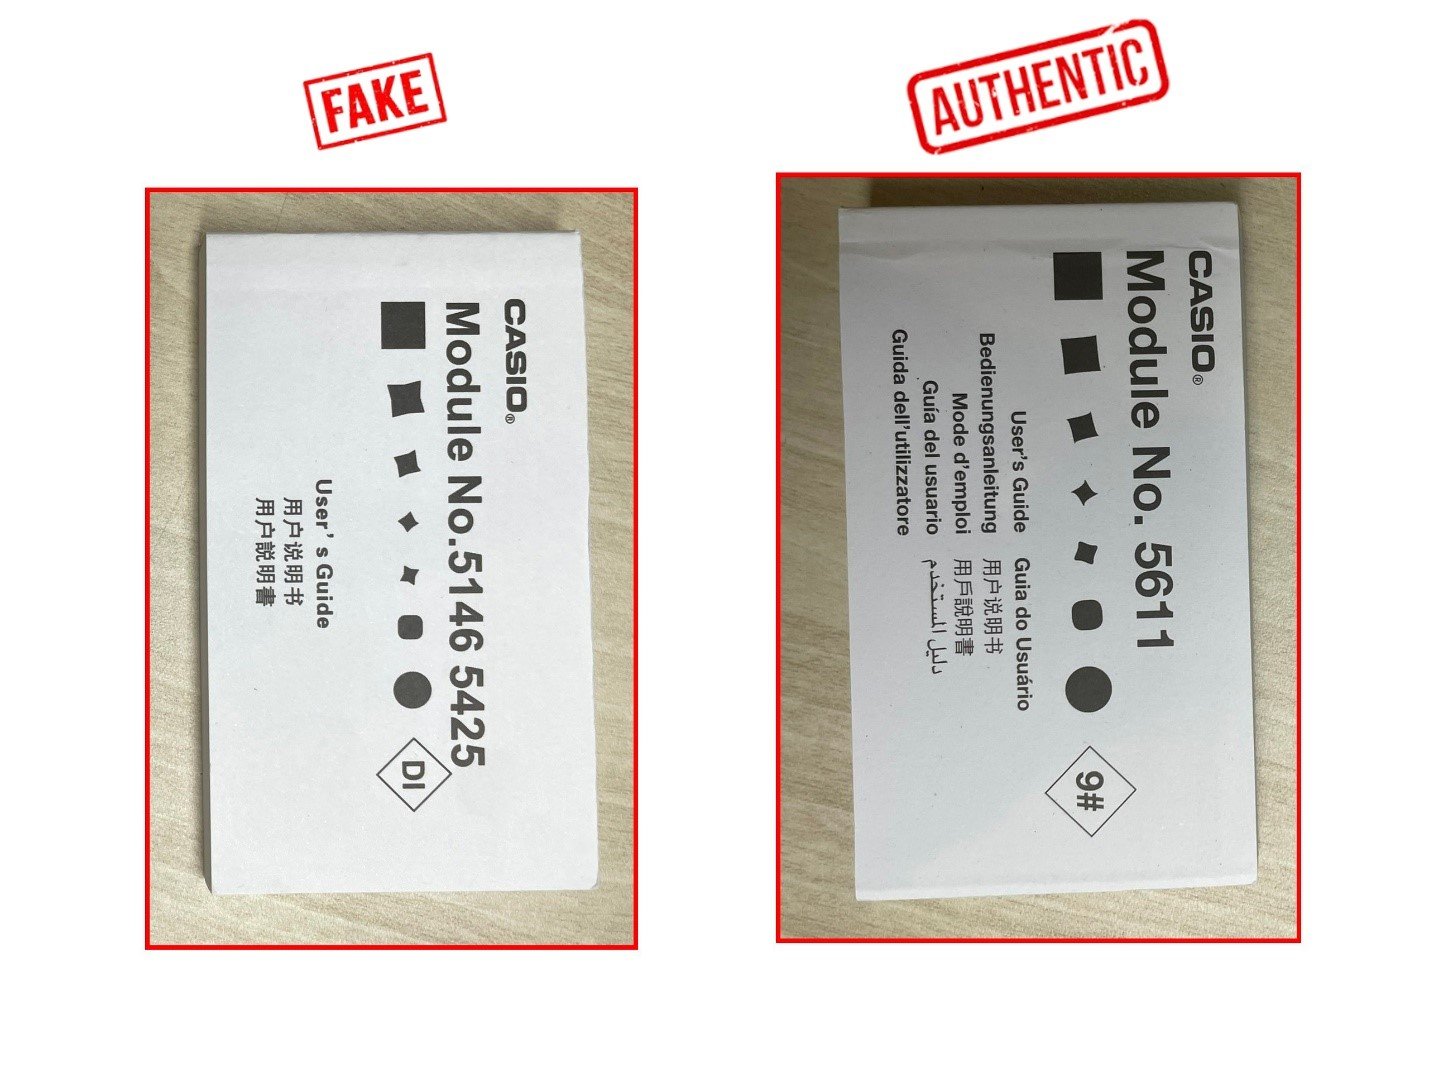 FAKE
CASIO®
Module No.5146 5425
DI
User’s Guide
用户说明书
用户説明書
AUTHENTIC
CASIO®
Module No. 5611
9#
User’s Guide Guia do Usuário
Bedienungsanleitung 用户说明书
Mode d’emploi 用戶說明書
Guía del usuario دليل المستخدم
Guida dell’utilizzatore